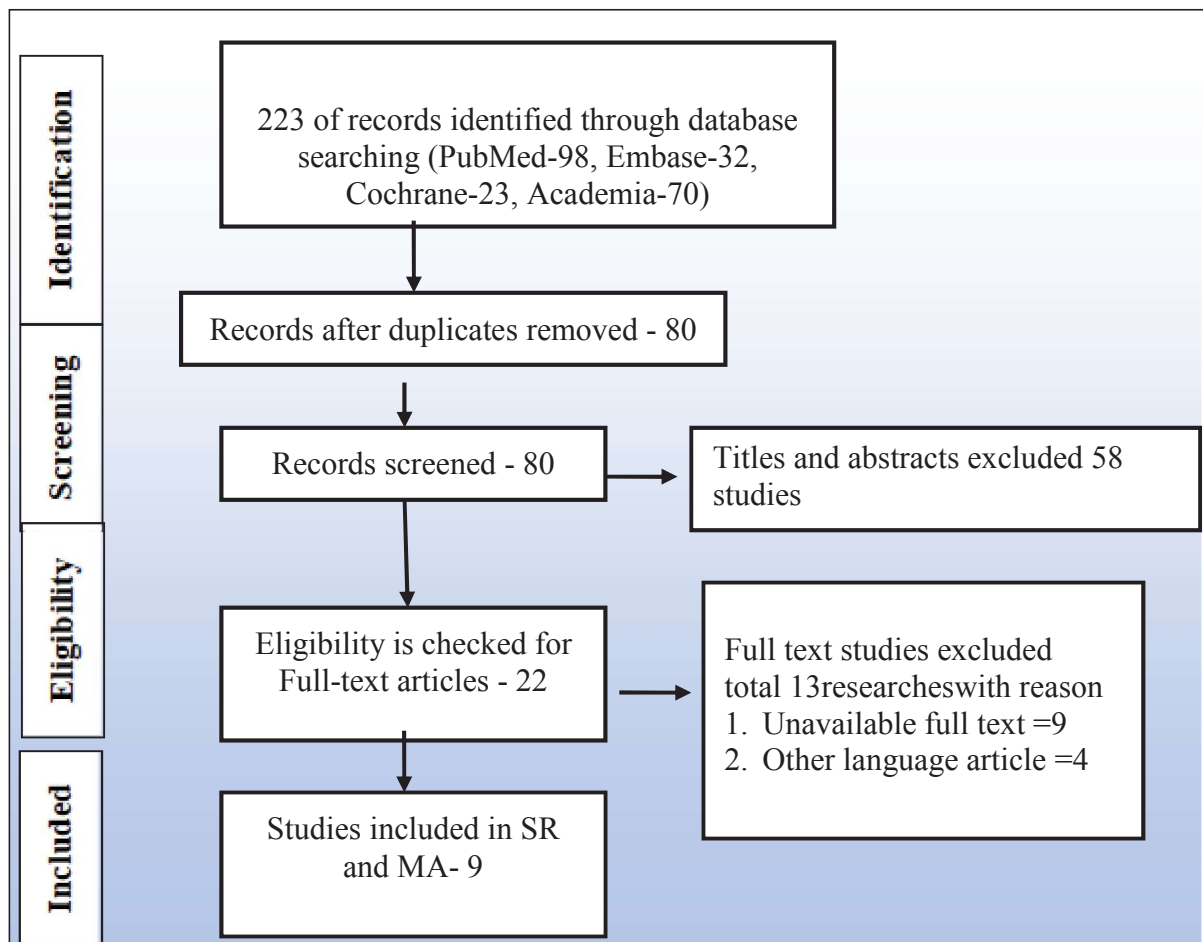 Identification
223 of records identified through database
searching (PubMed-98, Embase-32,
Cochrane-23, Academia-70)
Records after duplicates removed - 80
Screening
Records screened - 80
Titles and abstracts excluded 58
studies
Eligibility
Eligibility is checked for
Full-text articles - 22
Full text studies excluded
total 13researcheswith reason
1. Unavailable full text =9
2. Other language article =4
Included
Studies included in SR
and MA- 9